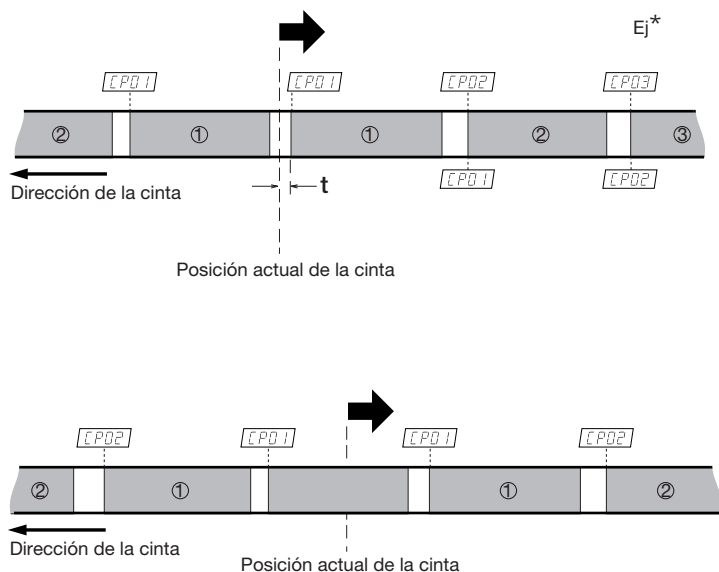 Ej*
CP01 CP01 CP02 CP03
② ① ① ② ③
CP01 CP02
t
Dirección de la cinta
Posición actual de la cinta
CP02 CP01 CP01 CP02
② ① ① ②
Dirección de la cinta
Posición actual de la cinta